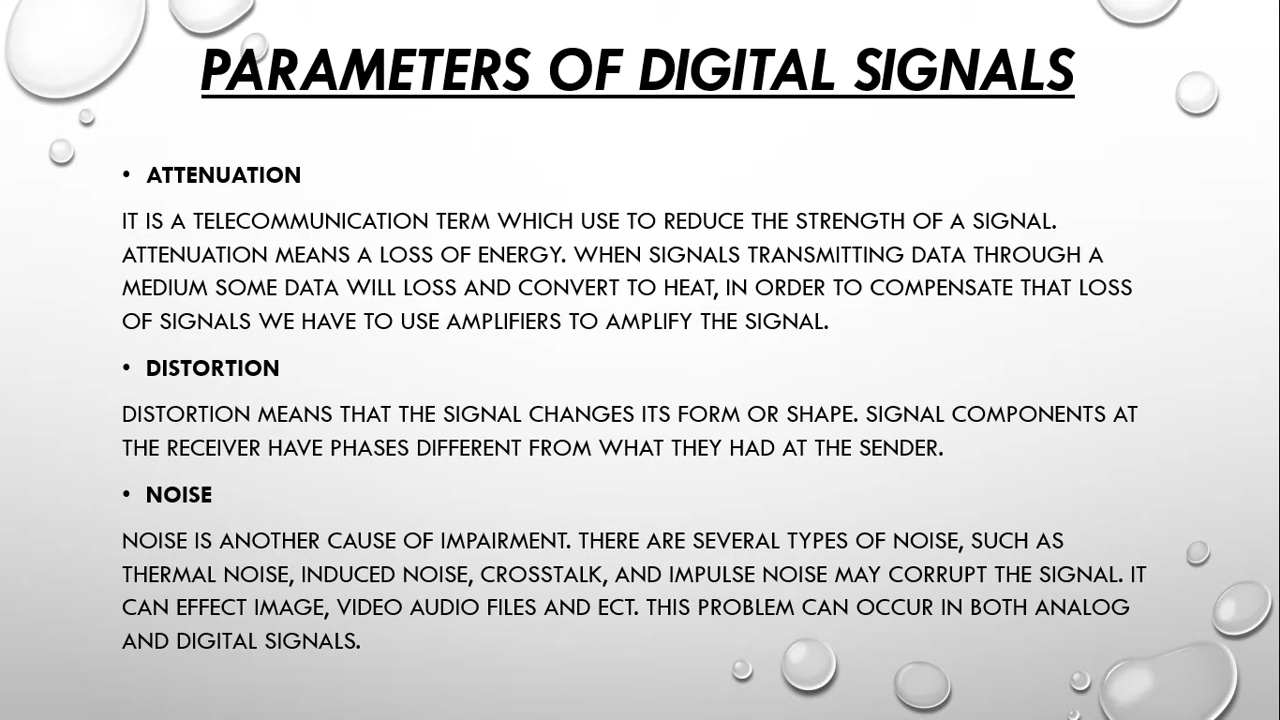 PARAMETERS OF DIGITAL SIGNALS
• ATTENUATION
IT IS A TELECOMMUNICATION TERM WHICH USE TO REDUCE THE STRENGTH OF A SIGNAL.
ATTENUATION MEANS A LOSS OF ENERGY. WHEN SIGNALS TRANSMITTING DATA THROUGH A
MEDIUM SOME DATA WILL LOSS AND CONVERT TO HEAT, IN ORDER TO COMPENSATE THAT LOSS
OF SIGNALS WE HAVE TO USE AMPLIFIERS TO AMPLIFY THE SIGNAL.
• DISTORTION
DISTORTION MEANS THAT THE SIGNAL CHANGES ITS FORM OR SHAPE. SIGNAL COMPONENTS AT
THE RECEIVER HAVE PHASES DIFFERENT FROM WHAT THEY HAD AT THE SENDER.
• NOISE
NOISE IS ANOTHER CAUSE OF IMPAIRMENT. THERE ARE SEVERAL TYPES OF NOISE, SUCH AS
THERMAL NOISE, INDUCED NOISE, CROSSTALK, AND IMPULSE NOISE MAY CORRUPT THE SIGNAL. IT
CAN EFFECT IMAGE, VIDEO AUDIO FILES AND ECT. THIS PROBLEM CAN OCCUR IN BOTH ANALOG
AND DIGITAL SIGNALS.